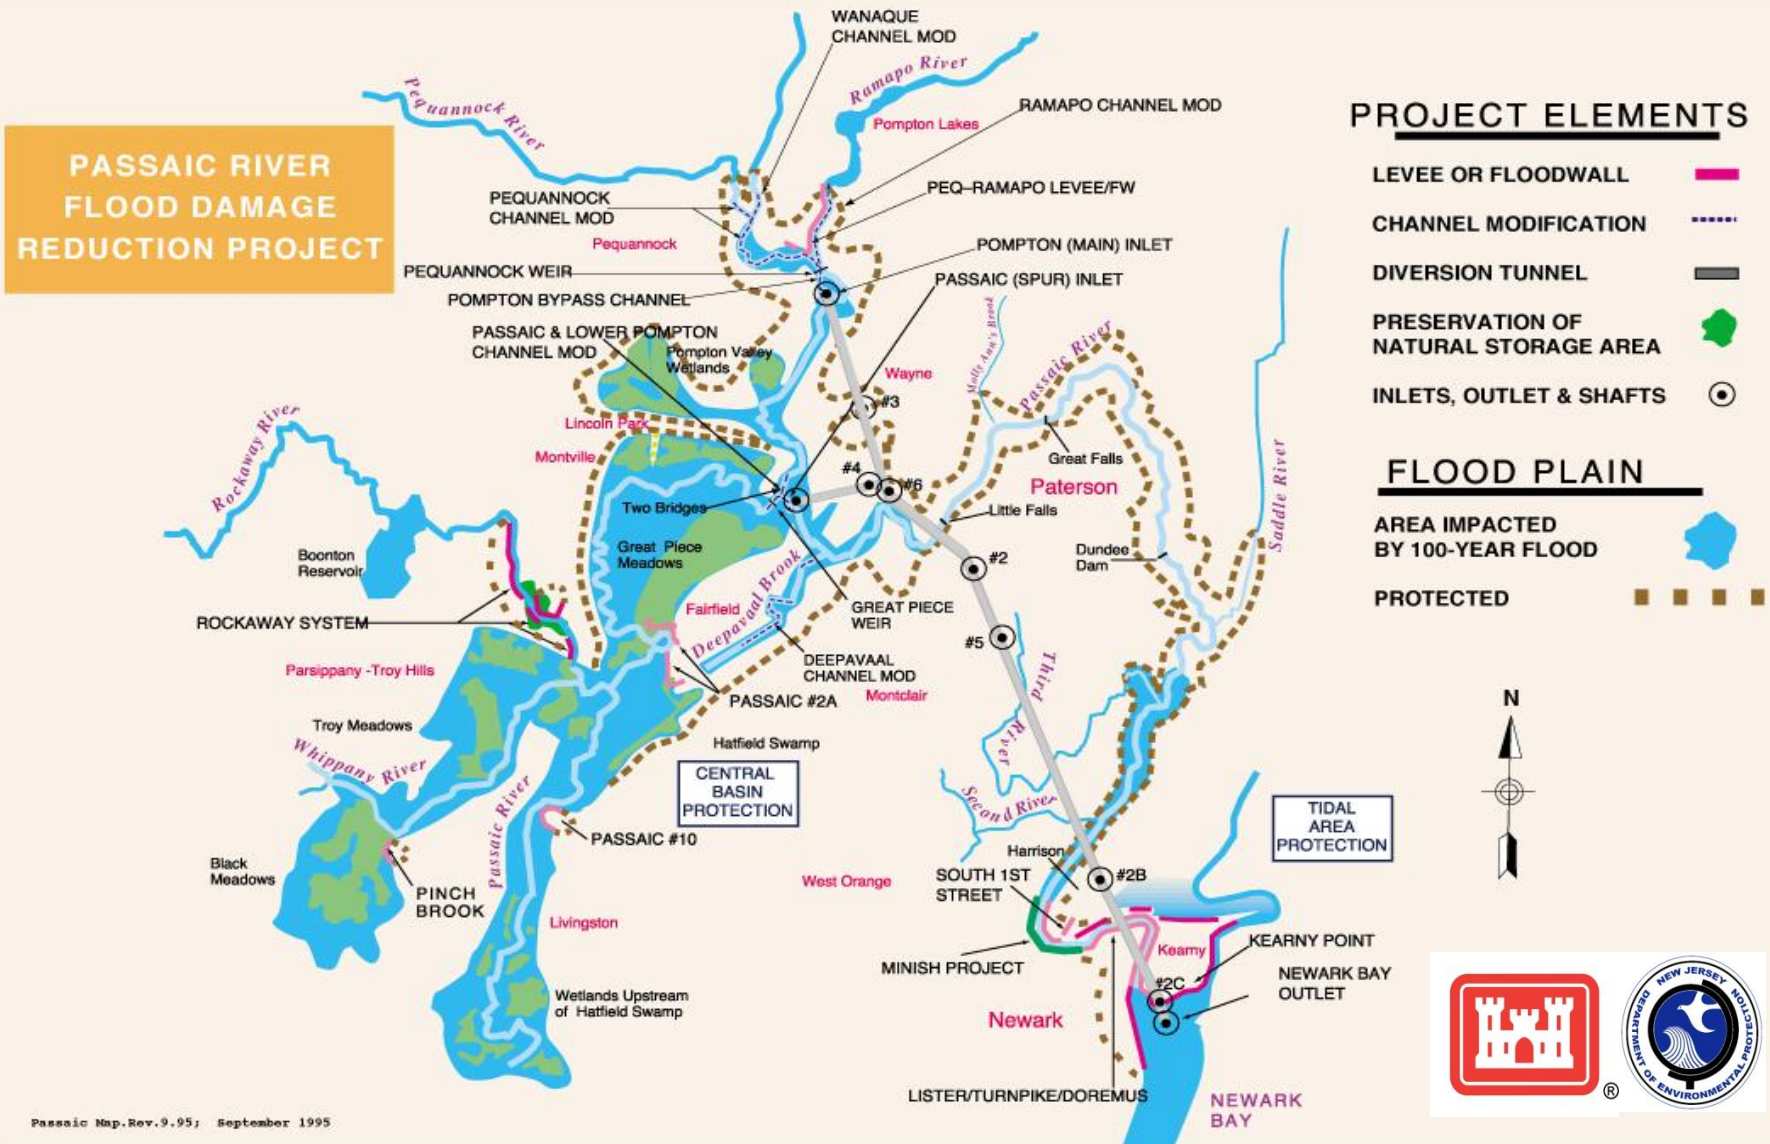 PASSAIC RIVER
FLOOD DAMAGE
REDUCTION PROJECT
WANAQUE
CHANNEL MOD
Ramapo River
Pequannock River
RAMAPO CHANNEL MOD
Pompton Lakes
PEQ-RAMAPO LEVEE/FW
PEQUANNOCK
CHANNEL MOD
Pequannock
POMPTON (MAIN) INLET
PEQUANNOCK WEIR
PASSAIC (SPUR) INLET
POMPTON BYPASS CHANNEL
PASSAIC & LOWER POMPTON
CHANNEL MOD
Pompton Valley
Wetlands
Molly Ann's Brook
Passaic River
Wayne
#3
Rockaway River
Lincoln Park
Montville
Great Falls
#4
#6
Paterson
Saddle River
Two Bridges
Little Falls
Great Piece
Meadows
Boonton
Reservoir
Dundee
Dam
#2
Fairfield
Deepavaal Brook
GREAT PIECE
WEIR
ROCKAWAY SYSTEM
#5
Parsippany -Troy Hills
DEEPAVAAL
CHANNEL MOD
Montclair
PASSAIC #2A
Third
River
Troy Meadows
Whippany River
Hatfield Swamp
CENTRAL
BASIN
PROTECTION
Passaic River
Second River
TIDAL
AREA
PROTECTION
PASSAIC #10
Harrison
Black
Meadows
SOUTH 1ST
STREET
#2B
West Orange
PINCH
BROOK
Livingston
Kearny
KEARNY POINT
MINISH PROJECT
NEWARK BAY
OUTLET
#2C
Wetlands Upstream
of Hatfield Swamp
Newark
LISTER/TURNPIKE/DOREMUS
NEWARK
BAY
Passaic Map.Rev.9.95; September 1995
PROJECT ELEMENTS
LEVEE OR FLOODWALL
CHANNEL MODIFICATION
DIVERSION TUNNEL
PRESERVATION OF
NATURAL STORAGE AREA
INLETS, OUTLET & SHAFTS
FLOOD PLAIN
AREA IMPACTED
BY 100-YEAR FLOOD
PROTECTED
N
®
NEW JERSEY
DEPARTMENT OF ENVIRONMENTAL PROTECTION